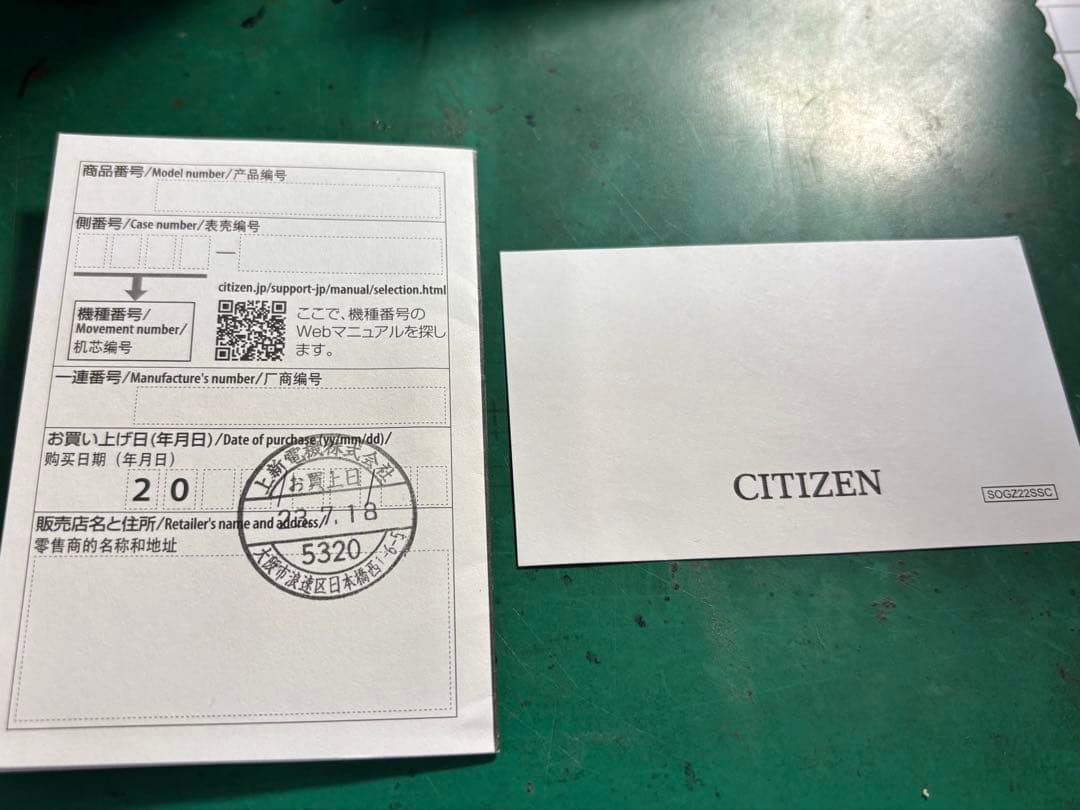 商品番号/Model number/产品编号
側番号/Case number/表壳编号
—
citizen.jp/support-jp/manual/selection.html
機種番号/
Movement number/
机芯编号
ここで、機種番号の
Webマニュアルを探し
ます。
一連番号/Manufacture's number/厂商编号
お買い上げ日(年月日)/Date of purchase(yy/mm/dd)/
购买日期(年月日)
20
販売店名と住所/Retailer's name and address/
零售商的名称和地址
上新電機株式会社
お買上日
23.7.18
5320
大阪市浪速区日本橋西1-6-5
CITIZEN
SOGZ22SSC